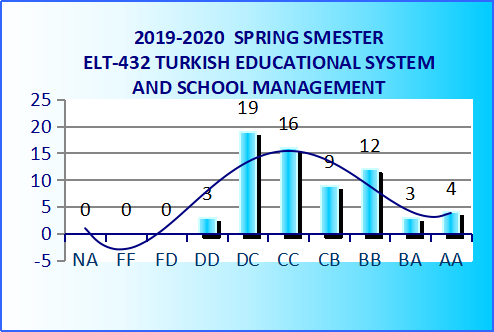 2019-2020 SPRING SMESTER
ELT-432 TURKISH EDUCATIONAL SYSTEM
AND SCHOOL MANAGEMENT
25
20
15
10
5
0
-5
0 0 0 3 19 16 9 12 3 4
NA FF FD DD DC CC CB BB BA AA